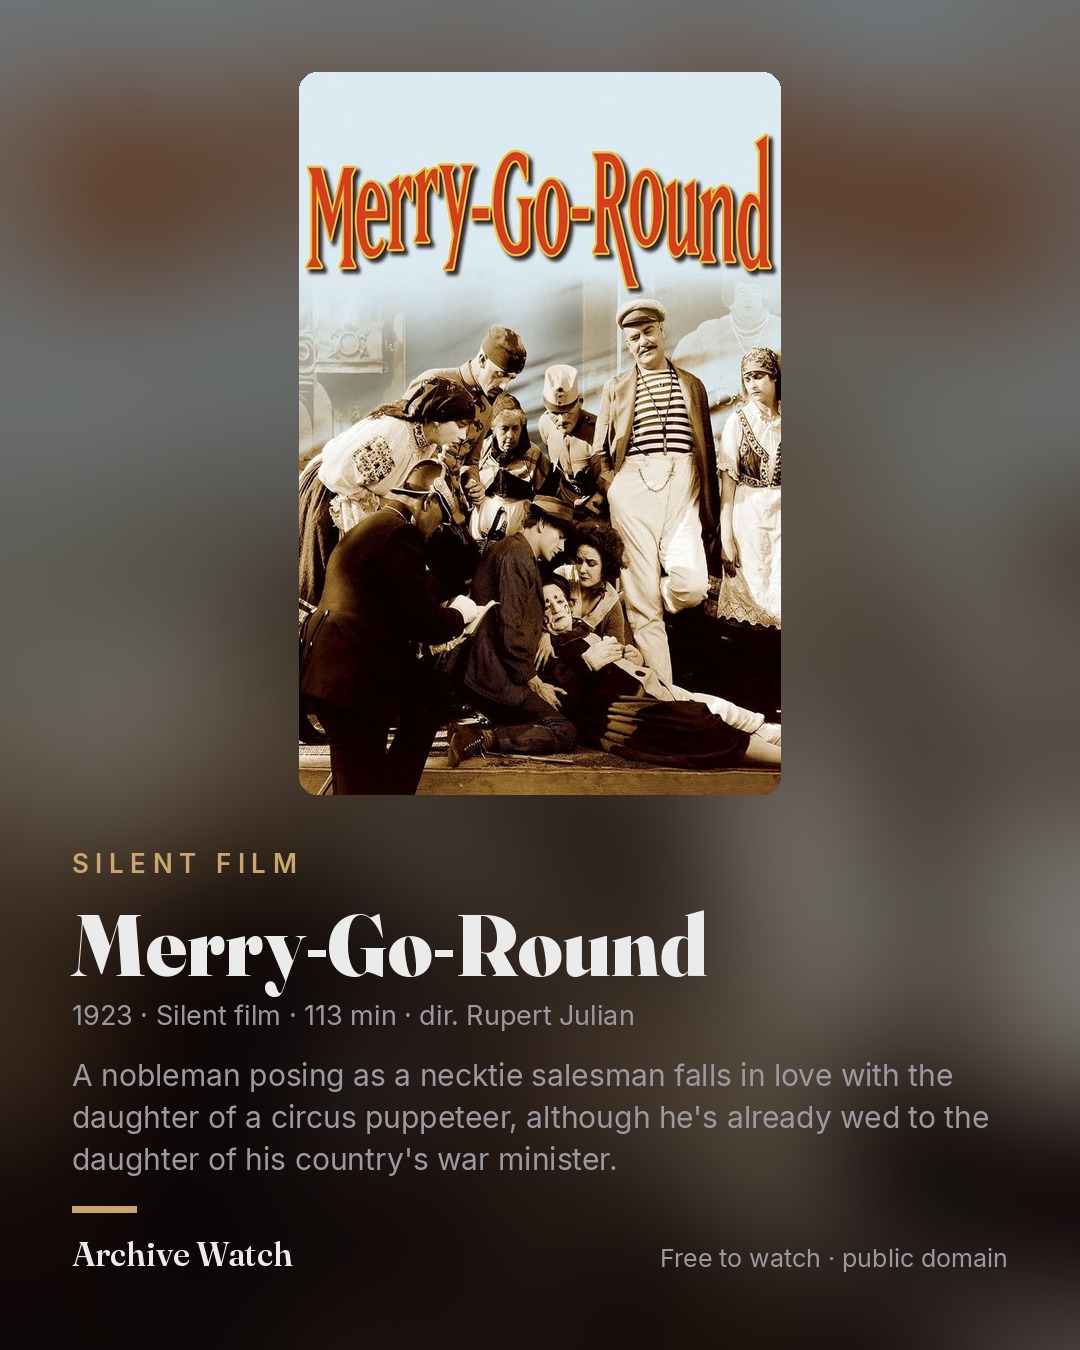 Merry-Go-Round
SILENT FILM
Merry-Go-Round
1923 · Silent film · 113 min · dir. Rupert Julian
A nobleman posing as a necktie salesman falls in love with the
daughter of a circus puppeteer, although he's already wed to the
daughter of his country's war minister.
Archive Watch
Free to watch · public domain